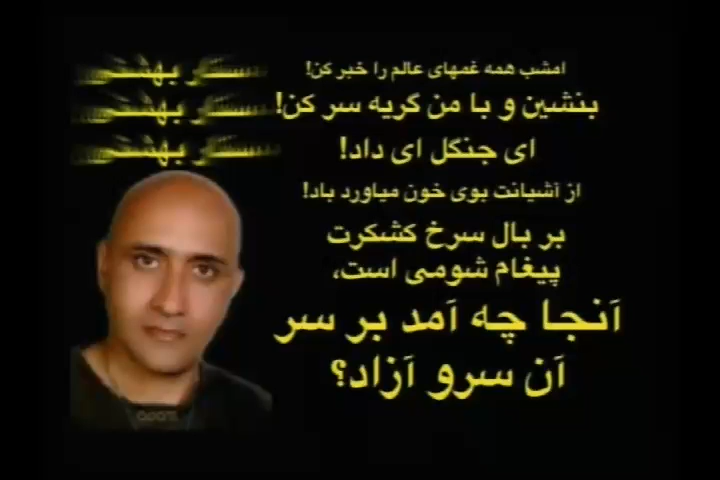 ستار بهشتی
ستار بهشتی
ستار بهشتی
امشب همه غمهای عالم را خبر کن!
بنشین و با من گریه سر کن!
ای جنگل ای داد!
از آشیانت بوی خون میاورد باد!
بر بال سرخ کشکرت
پیغام شومی است،
آنجا چه آمد بر سر
آن سرو آزاد؟